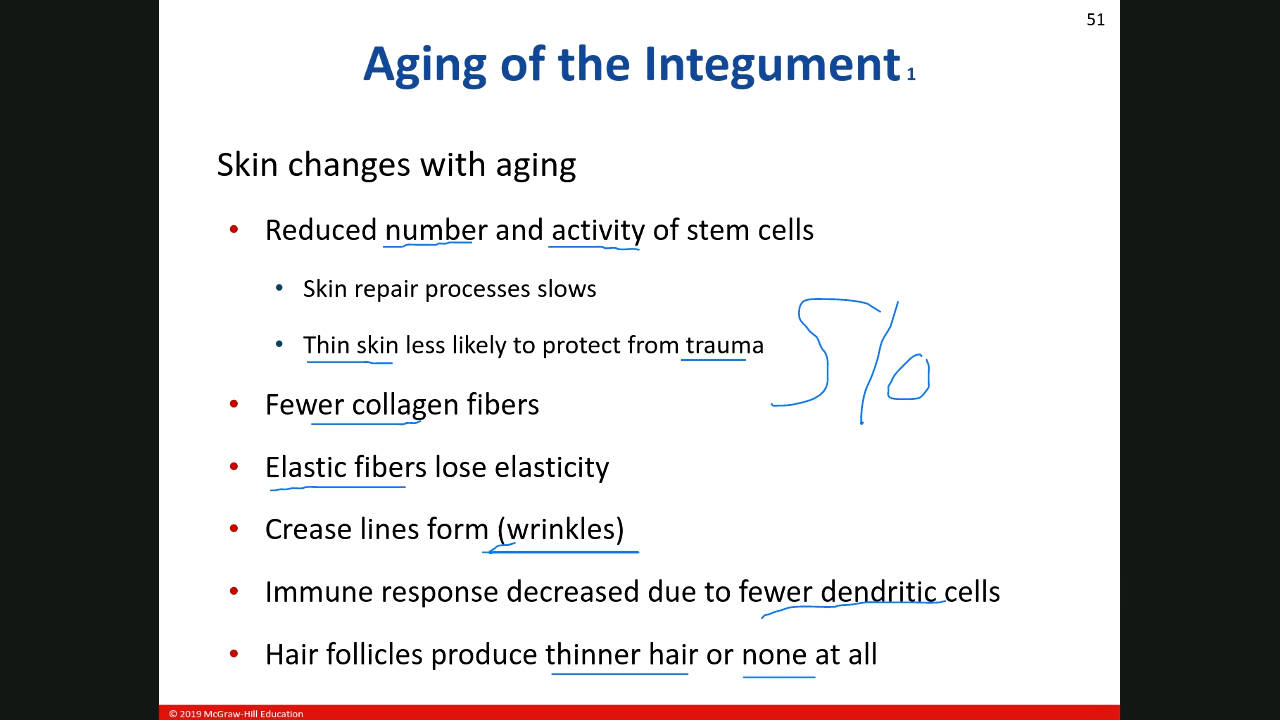 51
Aging of the Integument 1
Skin changes with aging
• Reduced number and activity of stem cells
• Skin repair processes slows
• Thin skin less likely to protect from trauma
5/0
• Fewer collagen fibers
• Elastic fibers lose elasticity
• Crease lines form (wrinkles)
• Immune response decreased due to fewer dendritic cells
• Hair follicles produce thinner hair or none at all
© 2019 McGraw-Hill Education